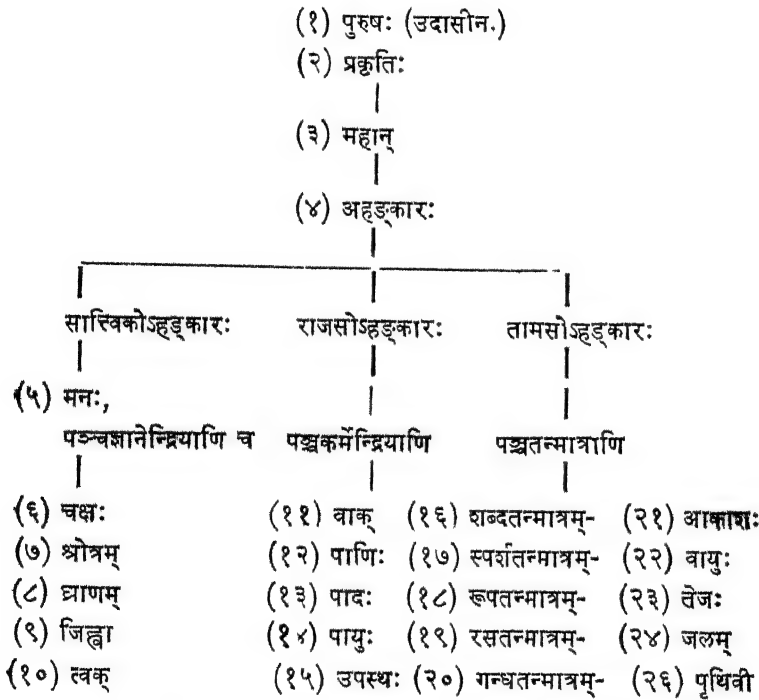 (१) पुरुषः (उदासीन.)
(२) प्रकृतिः
(३) महान्
(४) अहङ्कारः
सात्त्विकोऽहड्कारः राजसोऽहङ्कारः तामसोऽहड्कारः
(५) मनः,
पञ्चज्ञानेन्द्रियाणि च पञ्चकर्मेन्द्रियाणि पञ्चतन्मात्राणि
(६) चक्षः (११) वाक् (१६) शब्दतन्मात्रम्- (२१) आकाशः
(७) श्रोत्रम् (१२) पाणिः (१७) स्पर्शतन्मात्रम्- (२२) वायुः
(८) घ्राणम् (१३) पादः (१८) रूपतन्मात्रम्- (२३) तेजः
(९) जिह्वा (१४) पायुः (१९) रसतन्मात्रम्- (२४) जलम्
(१०) त्वक् (१५) उपस्थः (२०) गन्धतन्मात्रम्- (२६) पृथिवी